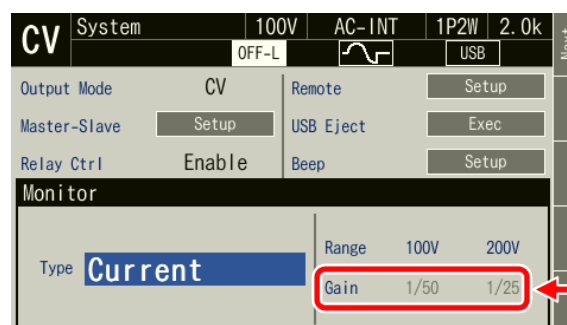 CV System 100V AC-INT 1P2W 2.0k
OFF-L USB
Next
Output Mode CV Remote Setup
Master-Slave Setup USB Eject Exec
Relay Ctrl Enable Beep Setup
Monitor
Range 100V 200V
Type Current
Gain 1/50 1/25